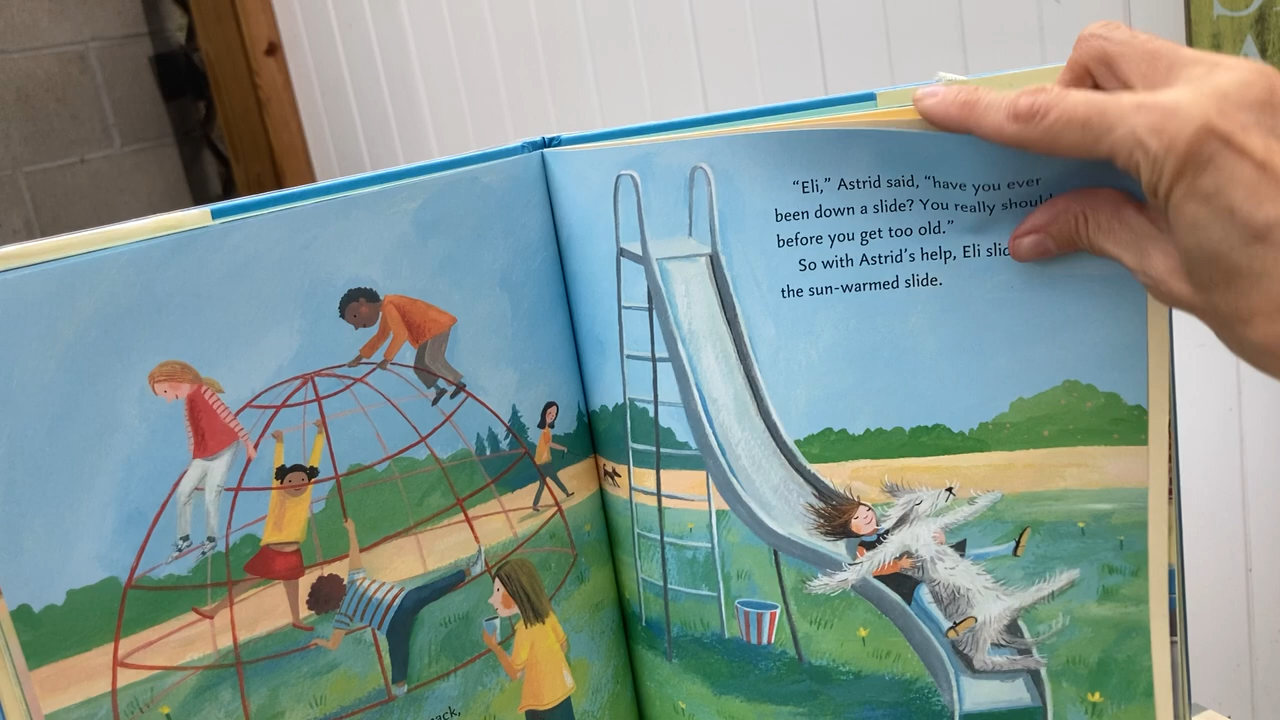 "Eli," Astrid said, "have you ever
been down a slide? You really should
before you get too old."
So with Astrid's help, Eli
the sun-warmed slide.